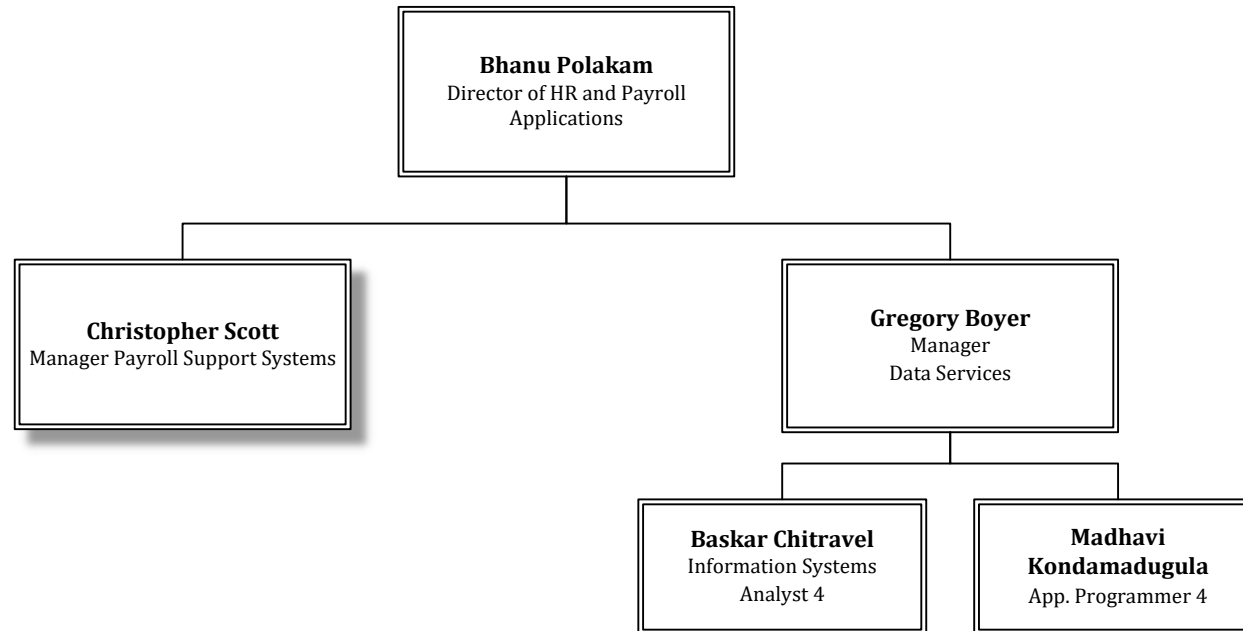 Bhanu Polakam
Director of HR and Payroll
Applications
Christopher Scott
Manager Payroll Support Systems
Gregory Boyer
Manager
Data Services
Baskar Chitravel
Information Systems
Analyst 4
Madhavi
Kondamadugula
App. Programmer 4